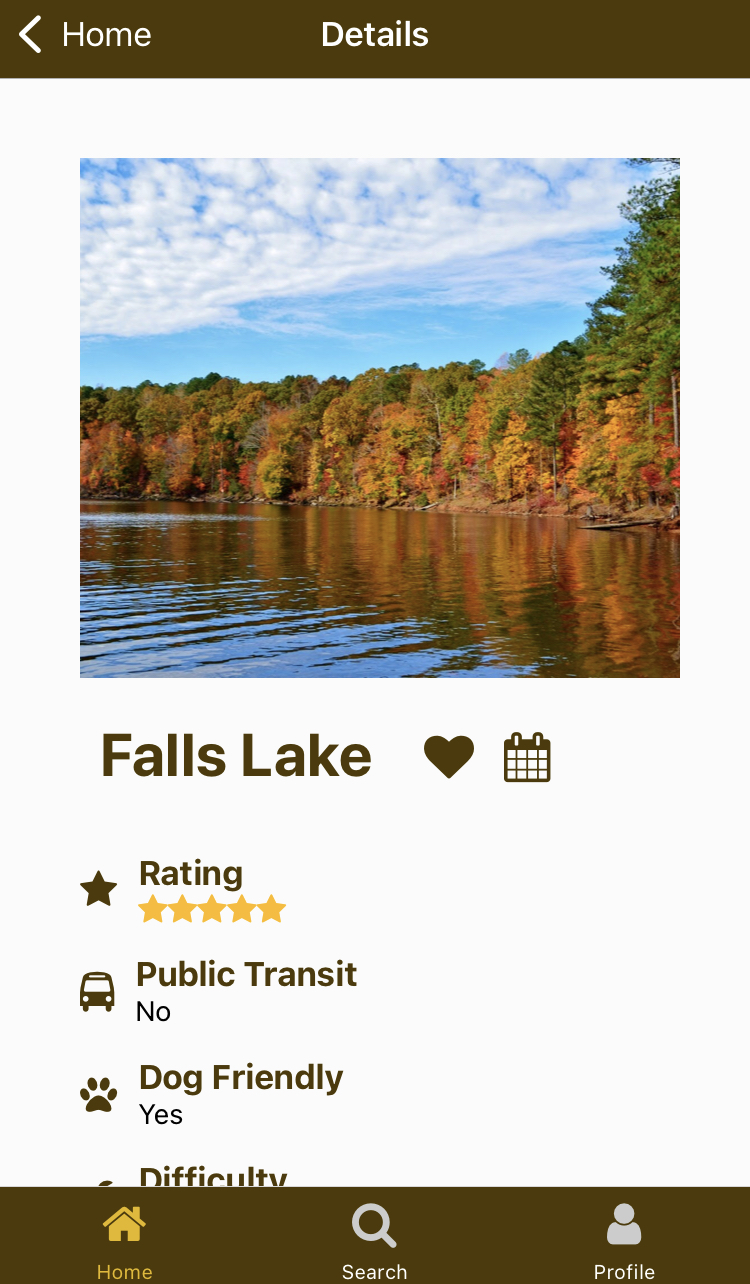 Home
Details
Falls Lake
Rating
Public Transit
No
Dog Friendly
Yes
Difficulty
Home
Search
Profile